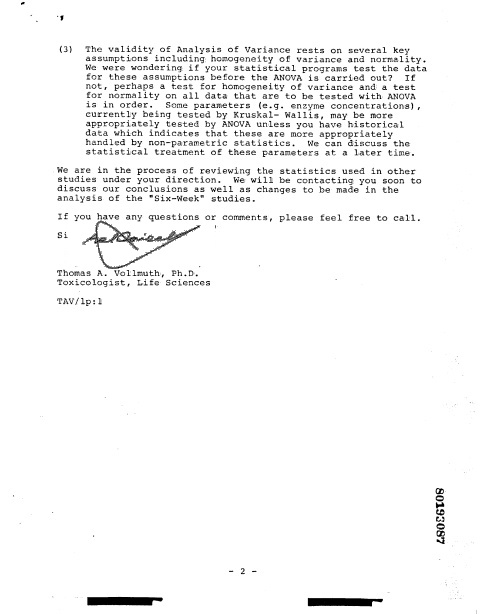 (3) The validity of Analysis of Variance rests on several key
assumptions including homogeneity of variance and normality.
We were wondering if your statistical programs test the data
for these assumptions before the ANOVA is carried out? If
not, perhaps a test for homogeneity of variance and a test
for normality on all data that are to be tested with ANOVA
is in order. Some parameters (e.g. enzyme concentrations),
currently being tested by Kruskal- Wallis, may be more
appropriately tested by ANOVA unless you have historical
data which indicates that these are more appropriately
handled by non-parametric statistics. We can discuss the
statistical treatment of these parameters at a later time.
We are in the process of reviewing the statistics used in other
studies under your direction. We will be contacting you soon to
discuss our conclusions as well as changes to be made in the
analysis of the "Six-Week" studies.
If you have any questions or comments, please feel free to call.
Si
Thomas A. Vollmuth, Ph.D.
Toxicologist, Life Sciences
TAV/lp:l
80193087
- 2 -